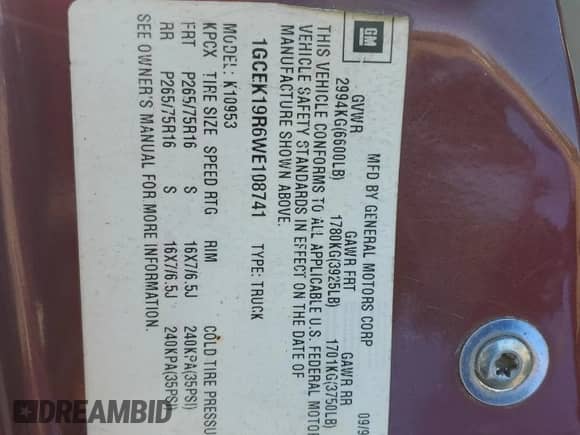 GM
MFD BY GENERAL MOTORS CORP 09/9
GVWR GAWR FRT GAWR RR
2994KG(6600LB) 1780KG(3925LB) 1701KG(3750LB)
THIS VEHICLE CONFORMS TO ALL APPLICABLE U.S. FEDERAL MOTO
VEHICLE SAFETY STANDARDS IN EFFECT ON THE DATE OF
MANUFACTURE SHOWN ABOVE.
1GCEK19R6WE108741 TYPE: TRUCK
MODEL: K10953
KPCX TIRE SIZE SPEED RTG RIM COLD TIRE PRESSU
FRT P265/75R16 S 16X7/6.5J 240KPA(35PSI)
RR P265/75R16 S 16X7/6.5J 240KPA(35PSI)
SEE OWNER'S MANUAL FOR MORE INFORMATION.
DREAMBID